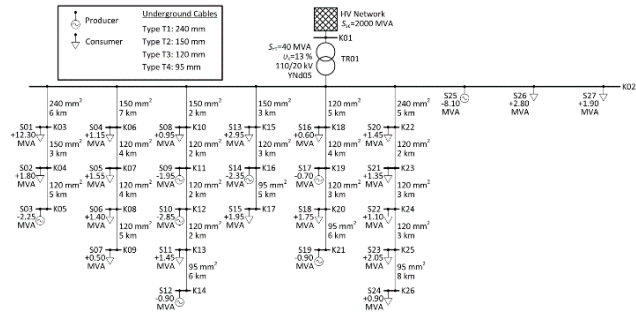 HV Network
S_sc=2000 MVA
K01
S_rT=40 MVA
u_k=13 %
110/20 kV
YNd05
TR01
Producer
Consumer
Underground Cables
Type T1: 240 mm
Type T2: 150 mm
Type T3: 120 mm
Type T4: 95 mm
K02
S25
-8.10
MVA
S26
+2.80
MVA
S27
+1.90
MVA
240 mm²
6 km
S01
+12.30
MVA
K03
150 mm²
3 km
S02
+1.80
MVA
K04
120 mm²
5 km
S03
-2.25
MVA
K05
150 mm²
7 km
S04
+1.15
MVA
K06
120 mm²
4 km
S05
+1.55
MVA
K07
120 mm²
4 km
S06
+1.40
MVA
K08
120 mm²
5 km
S07
+0.50
MVA
K09
150 mm²
2 km
S08
+0.95
MVA
K10
120 mm²
2 km
S09
-1.95
MVA
K11
120 mm²
2 km
S10
-2.85
MVA
K12
120 mm²
2 km
S11
+1.45
MVA
K13
95 mm²
6 km
S12
-0.90
MVA
K14
150 mm²
3 km
S13
+2.95
MVA
K15
120 mm²
6 km
S14
-2.35
MVA
K16
95 mm²
5 km
S15
+1.95
MVA
K17
120 mm²
5 km
S16
+0.60
MVA
K18
120 mm²
4 km
S17
-0.70
MVA
K19
120 mm²
3 km
S18
+1.75
MVA
K20
95 mm²
6 km
S19
-0.90
MVA
K21
240 mm²
5 km
S20
+1.45
MVA
K22
120 mm²
2 km
S21
+1.35
MVA
K23
120 mm²
3 km
S22
+1.10
MVA
K24
120 mm²
3 km
S23
+2.05
MVA
K25
95 mm²
8 km
S24
+0.90
MVA
K26